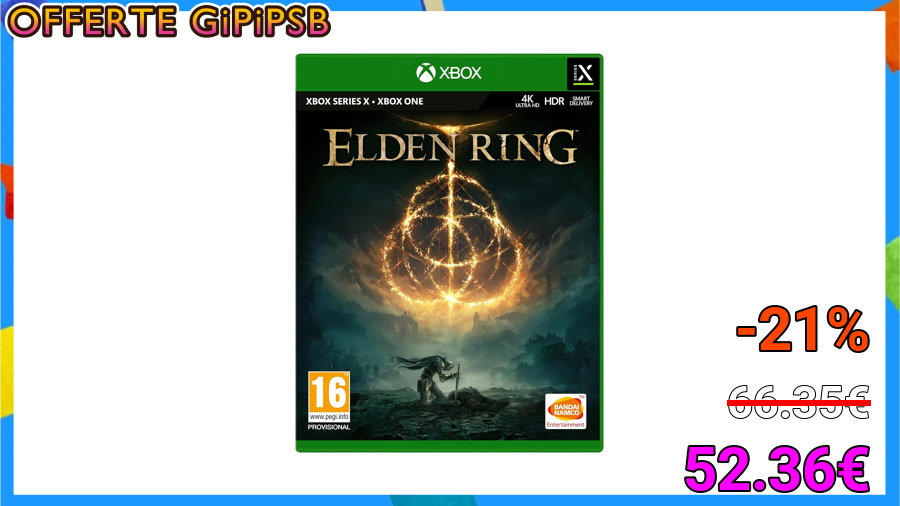 OFFERTE GiPiPSB
XBOX
SERIES X
XBOX SERIES X • XBOX ONE
4K
ULTRA HD
HDR
SMART
DELIVERY
ELDEN RING
16
www.pegi.info
PROVISIONAL
BANDAI
NAMCO
Entertainment
-21%
66.35€
52.36€